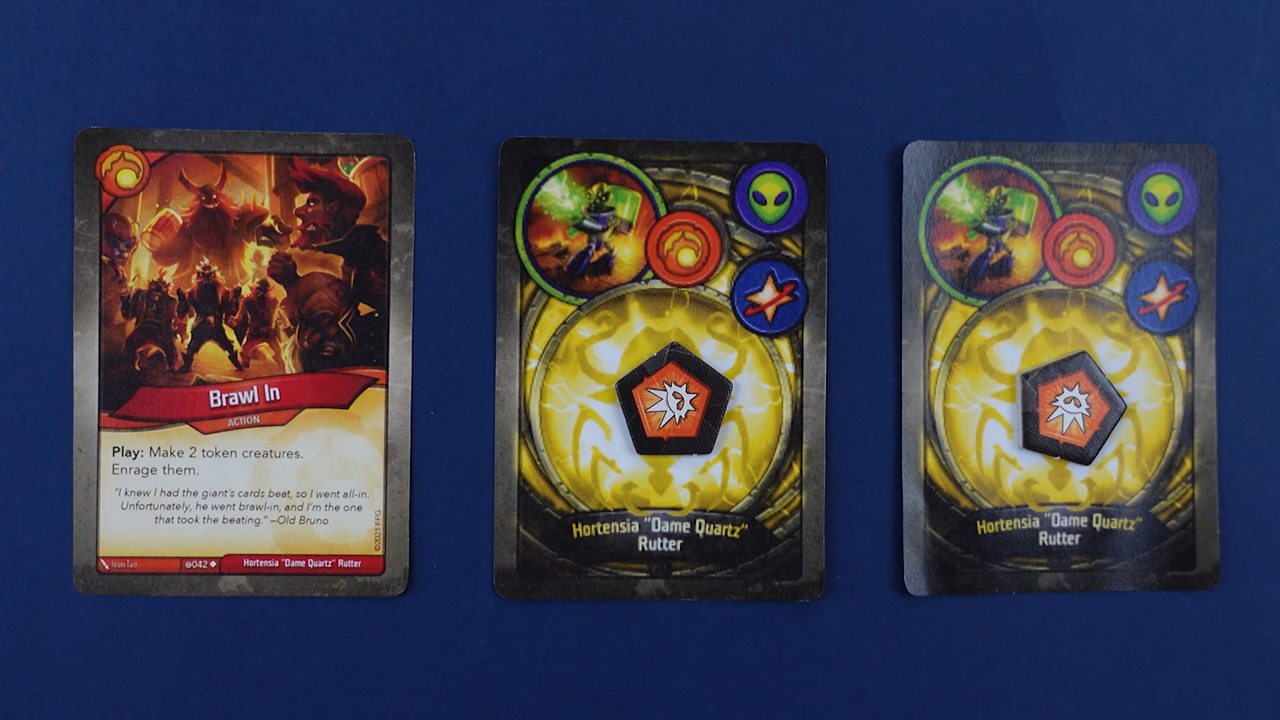 Brawl In
ACTION
Play: Make 2 token creatures.
Enrage them.
“I knew I had the giant’s cards beat, so I went all-in.
Unfortunately, he went brawl-in, and I’m the one
that took the beating.” –Old Bruno
©2021 FFG
Ivan Tao
042
Hortensia “Dame Quartz” Rutter
Hortensia “Dame Quartz”
Rutter
Hortensia “Dame Quartz”
Rutter